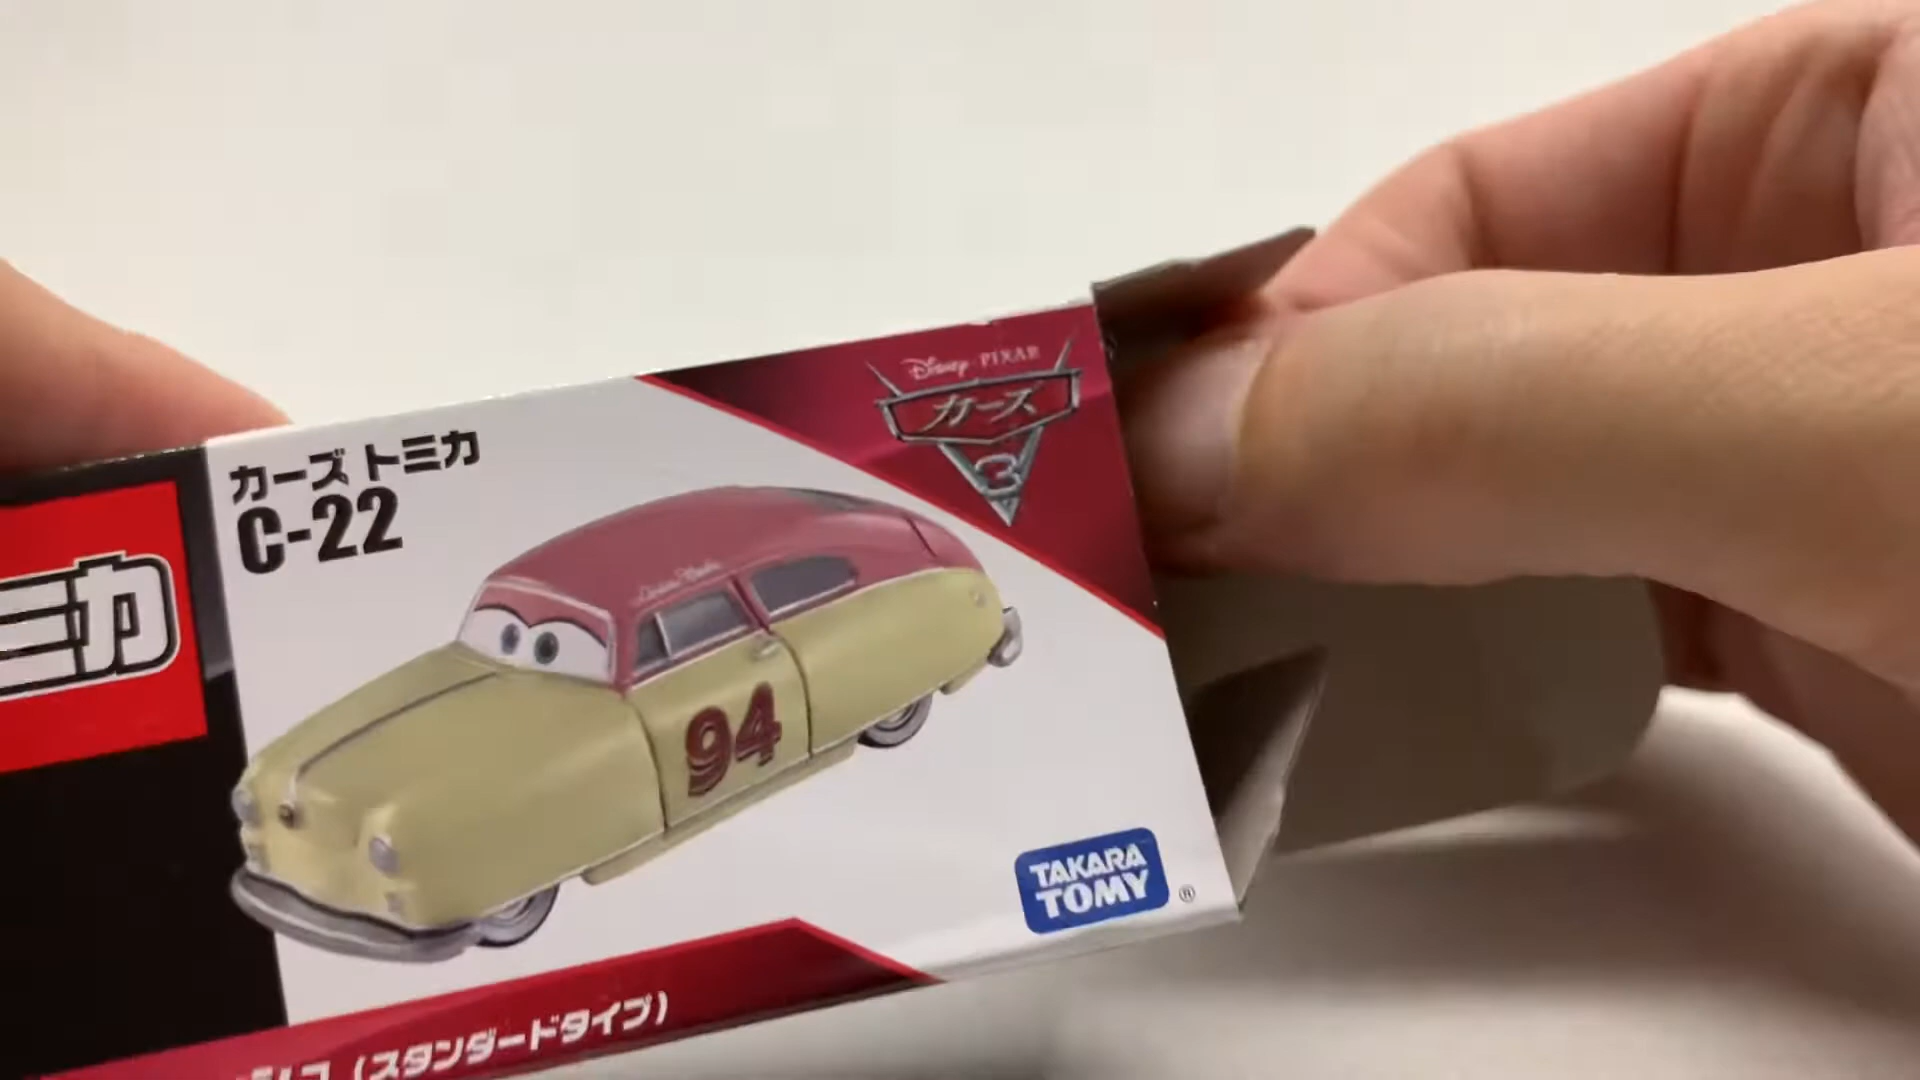 カーズ トミカ
C-22
Disney・PIXAR
カーズ
3
ミカ
94
TAKARA
TOMY
®
(スタンダードタイプ)